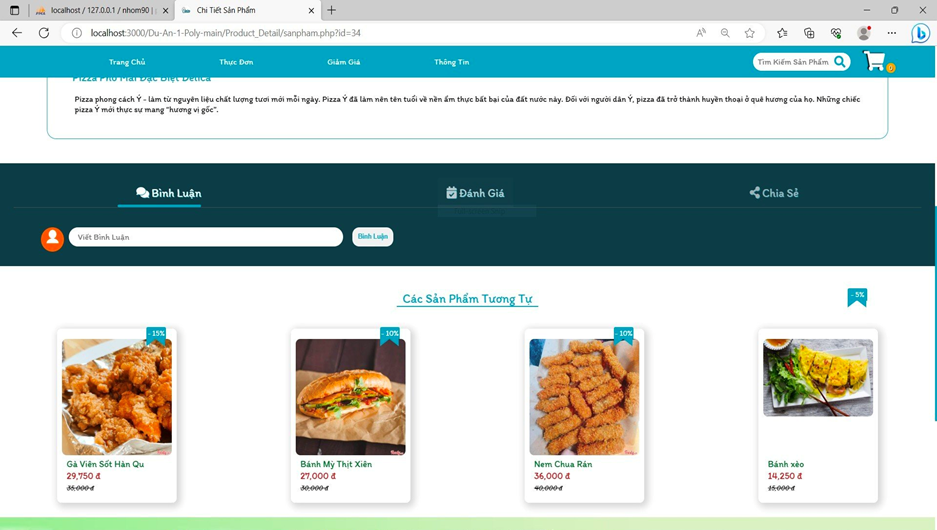 localhost / 127.0.0.1 / nhom90 | p
Chi Tiết Sản Phẩm
localhost:3000/Du-An-1-Poly-main/Product_Detail/sanpham.php?id=34
Trang Chủ
Thực Đơn
Giảm Giá
Thông Tin
Tìm Kiếm Sản Phẩm
0
Pizza Phô Mai Đặc Biệt Delica
Pizza phong cách Ý - làm từ nguyên liệu chất lượng tươi mới mỗi ngày. Pizza Ý đã làm nên tên tuổi về nền ẩm thực bất bại của đất nước này. Đối với người dân Ý, pizza đã trở thành huyền thoại ở quê hương của họ. Những chiếc
pizza Ý mới thực sự mang "hương vị gốc".
Bình Luận
Đánh Giá
Chia Sẻ
Viết Bình Luận
Bình Luận
Các Sản Phẩm Tương Tự
- 5%
- 15%
- 10%
- 10%
Gà Viên Sốt Hàn Qu
29,750 đ
35,000 đ
Bánh Mỳ Thịt Xiên
27,000 đ
30,000 đ
Nem Chua Rán
36,000 đ
40,000 đ
Bánh xèo
14,250 đ
15,000 đ